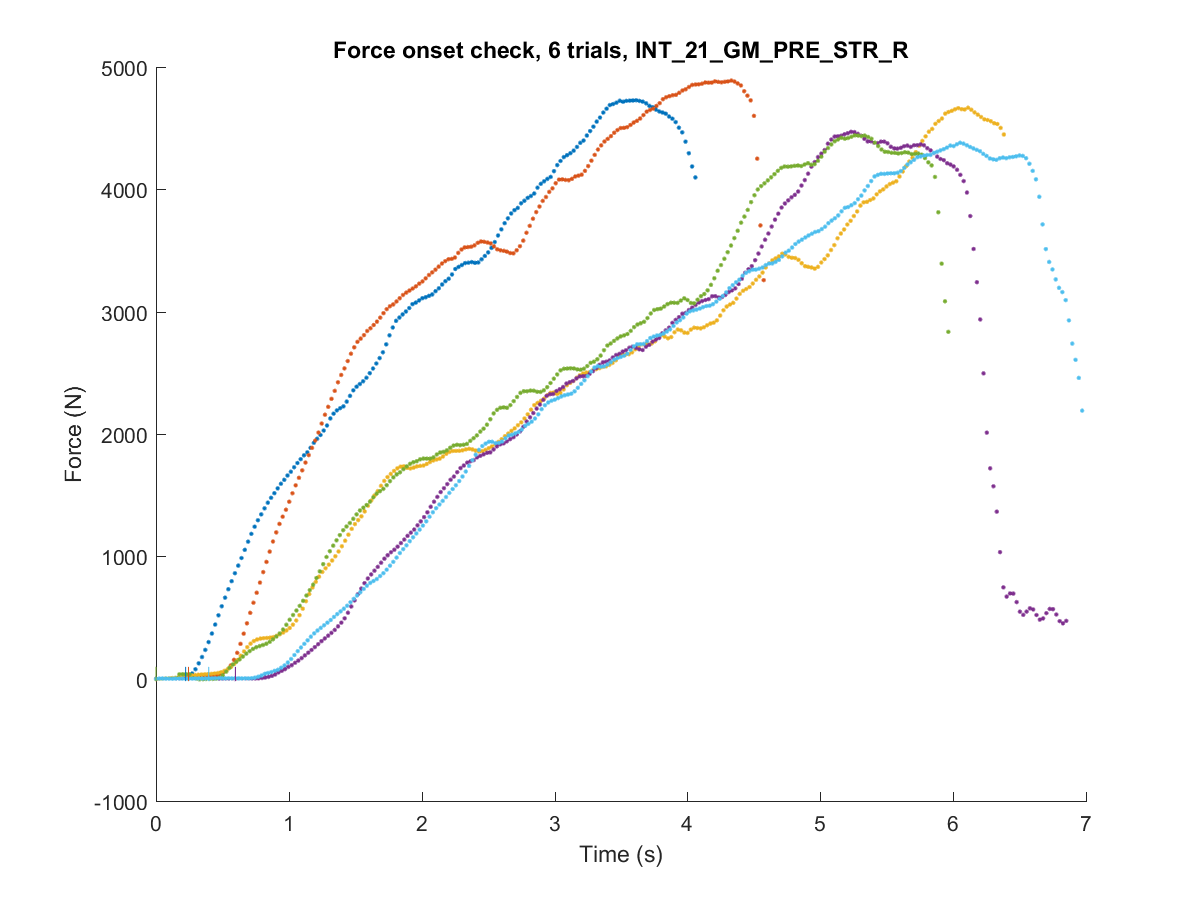 Force onset check, 6 trials, INT_21_GM_PRE_STR_R
5000
4000
3000
2000
1000
0
-1000
Force (N)
0 1 2 3 4 5 6 7
Time (s)